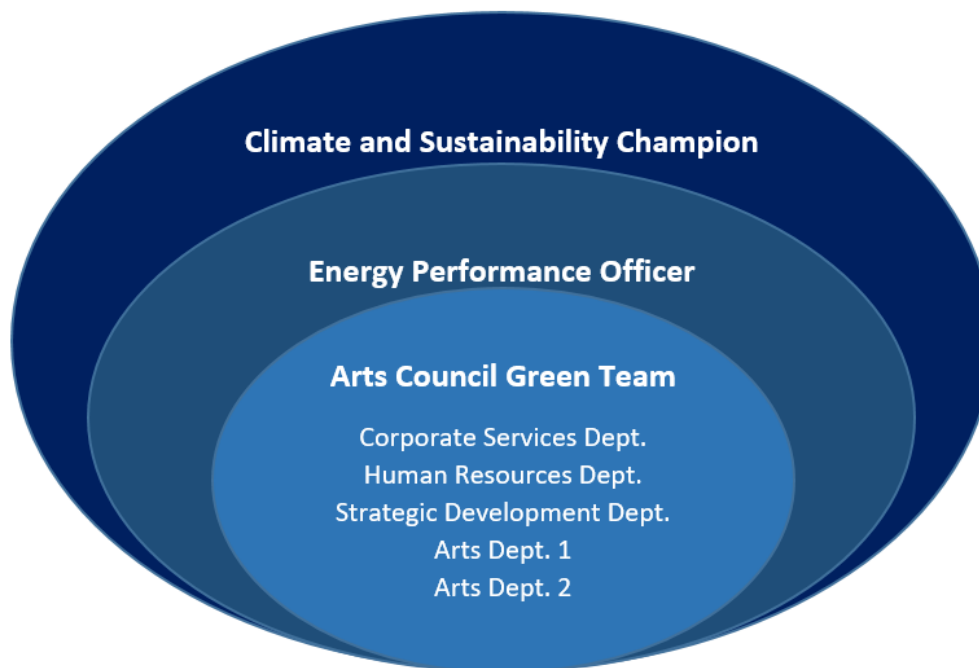 Climate and Sustainability Champion
Energy Performance Officer
Arts Council Green Team
Corporate Services Dept.
Human Resources Dept.
Strategic Development Dept.
Arts Dept. 1
Arts Dept. 2